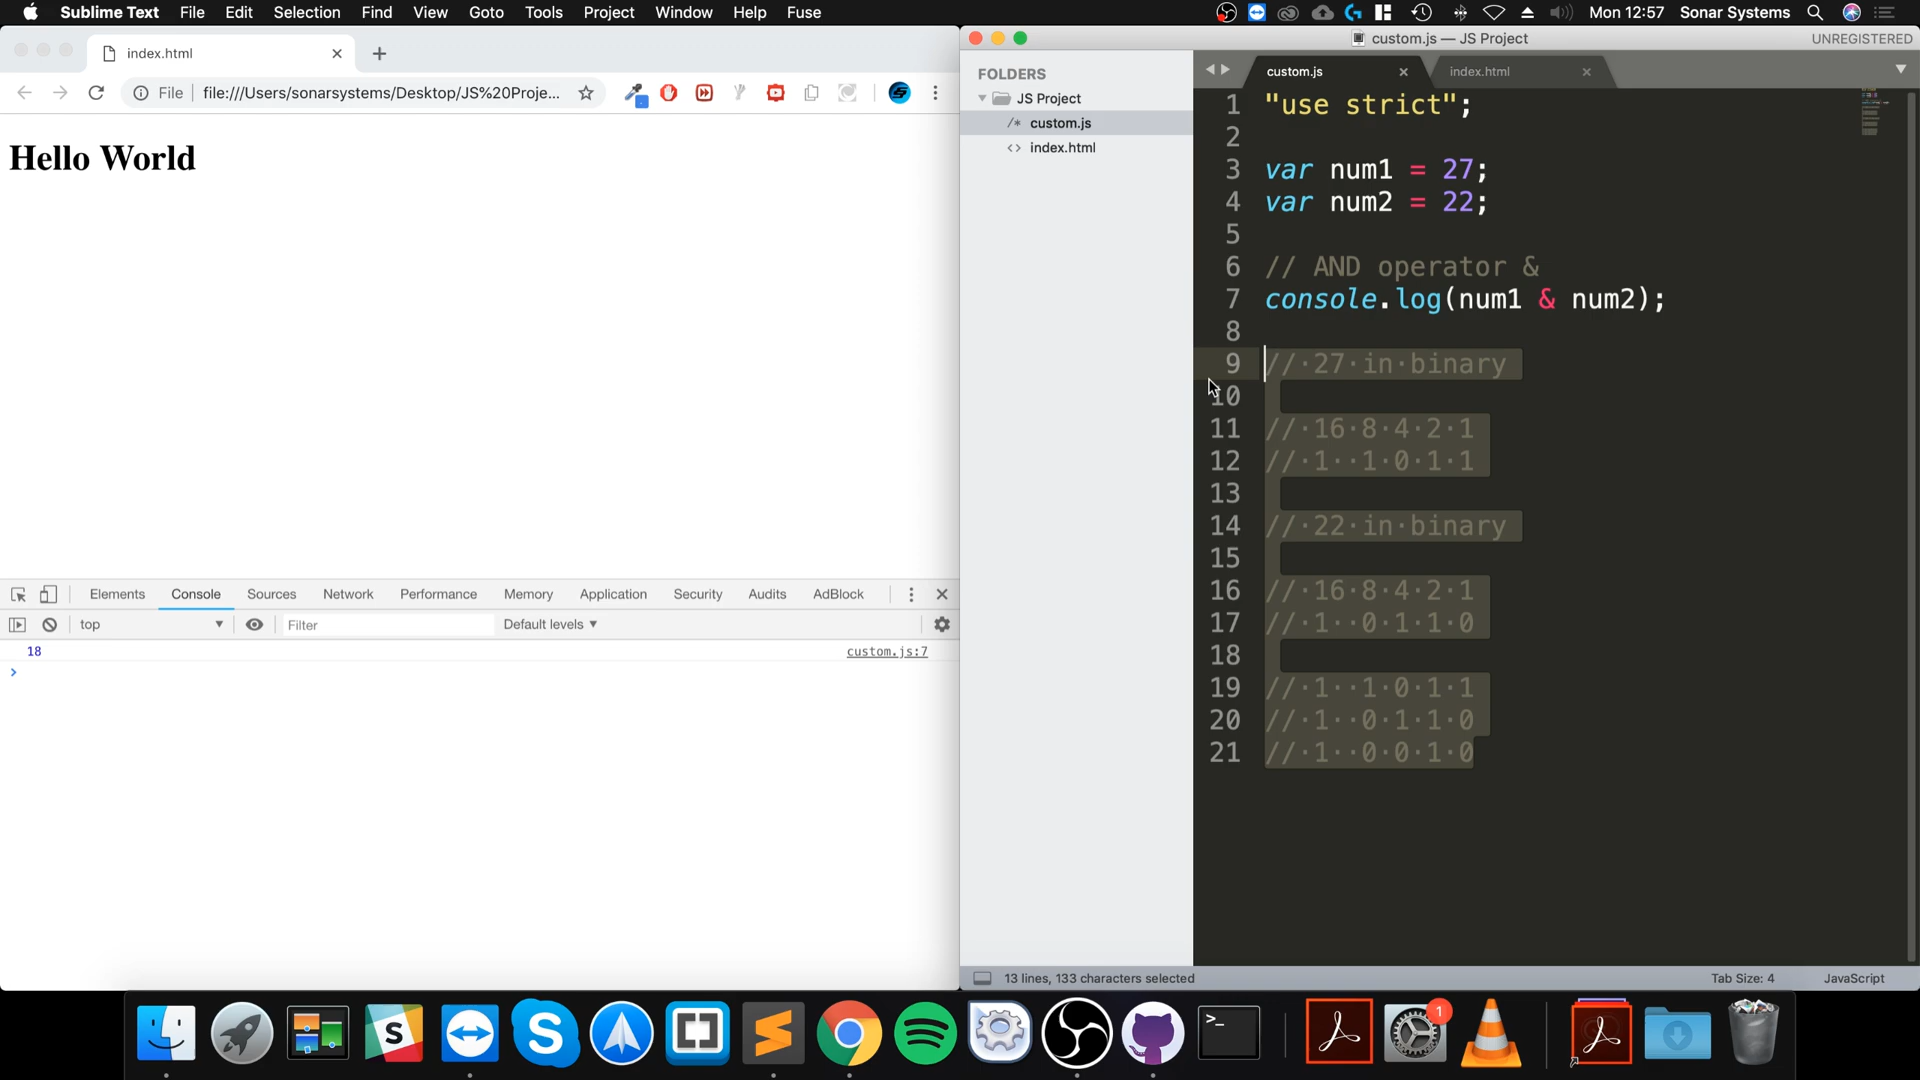 Sublime Text File Edit Selection Find View Goto Tools Project Window Help Fuse
Mon 12:57 Sonar Systems
index.html
File file:///Users/sonarsystems/Desktop/JS%20Proje...
Hello World
Elements Console Sources Network Performance Memory Application Security Audits AdBlock
top Filter Default levels ▼
18 custom.js:7
>
custom.js — JS Project UNREGISTERED
FOLDERS
JS Project
/* custom.js
<> index.html
custom.js index.html
1 "use strict";
2
3 var num1 = 27;
4 var num2 = 22;
5
6 // AND operator &
7 console.log(num1 & num2);
8
9 // 27 in binary
10
11 // 16 8 4 2 1
12 // 1  1 0 1 1
13
14 // 22 in binary
15
16 // 16 8 4 2 1
17 // 1  0 1 1 0
18
19 // 1  1 0 1 1
20 // 1  0 1 1 0
21 // 1  0 0 1 0
13 lines, 133 characters selected Tab Size: 4 JavaScript
S
S
>_
1